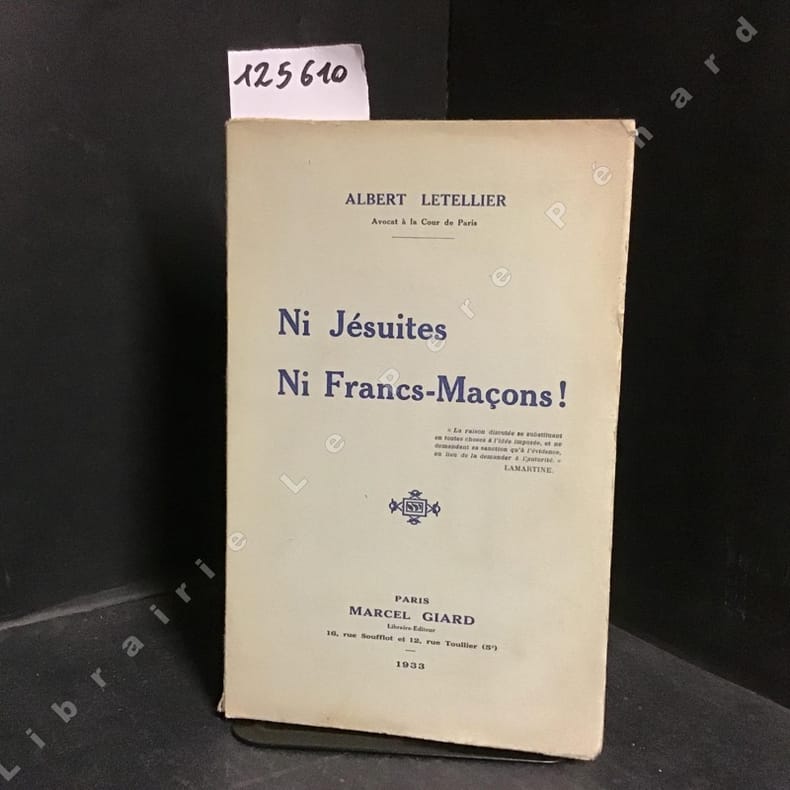 125610
ALBERT LETELLIER
Avocat à la Cour de Paris
Ni Jésuites
Ni Francs-Maçons !
« La raison discutée se substituant
en toutes choses à l'idée imposée, et ne
demandant sa sanction qu'à l'évidence,
au lieu de la demander à l'autorité. »
LAMARTINE.
PARIS
MARCEL GIARD
Libraire-Editeur
16, rue Soufflot et 12, rue Toullier (5e)
1933
Librairie Le Père Pénard